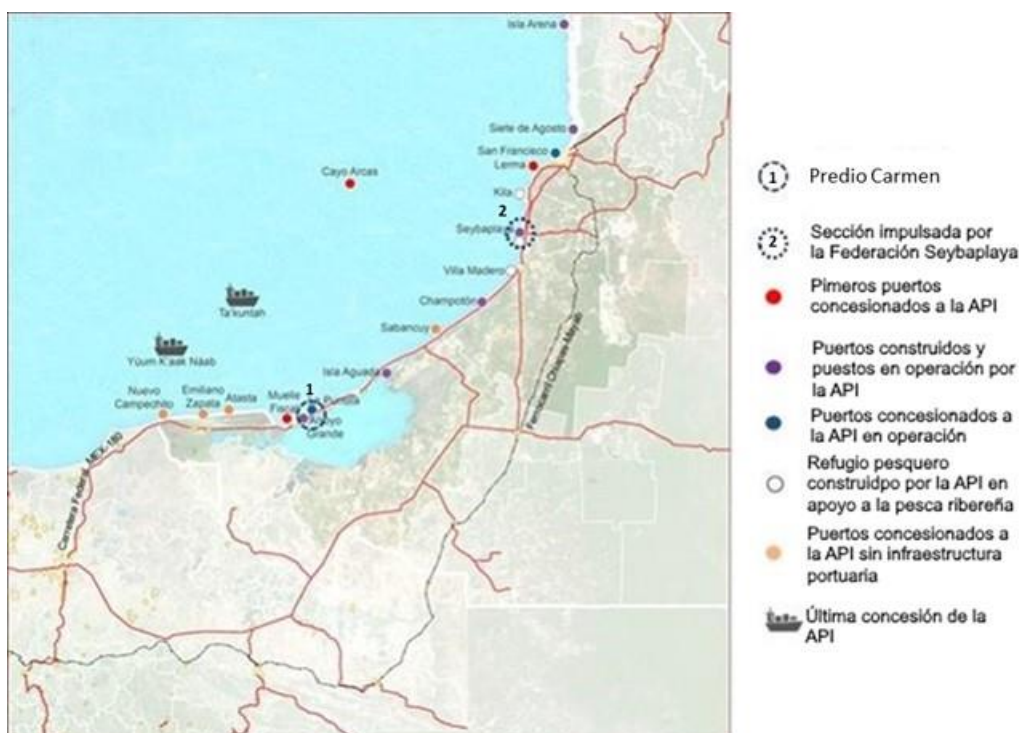 Isla Arena
Siete de Agosto
San Francisco
Lerma
Cayo Arcas
Kila
2
Seybaplaya
Villa Madero
Ta'kuntah
Champotón
Sabancuy
Yúum K'aak Náab
Isla Aguada
Nuevo
Campechito
Emiliano
Zapata
Atasta
1
Muelle
Grande
Carretera Federal MEX-180
Ferrocarril Chiapas-Mayab
1
Predio Carmen
2
Sección impulsada por
la Federación Seybaplaya
Pimeros puertos
concesionados a la API
Puertos construidos y
puestos en operación por
la API
Puertos concesionados a
la API en operación
Refugio pesquero
construidpo por la API en
apoyo a la pesca ribereña
Puertos concesionados a
la API sin infraestructura
portuaria
Última concesión de la
API